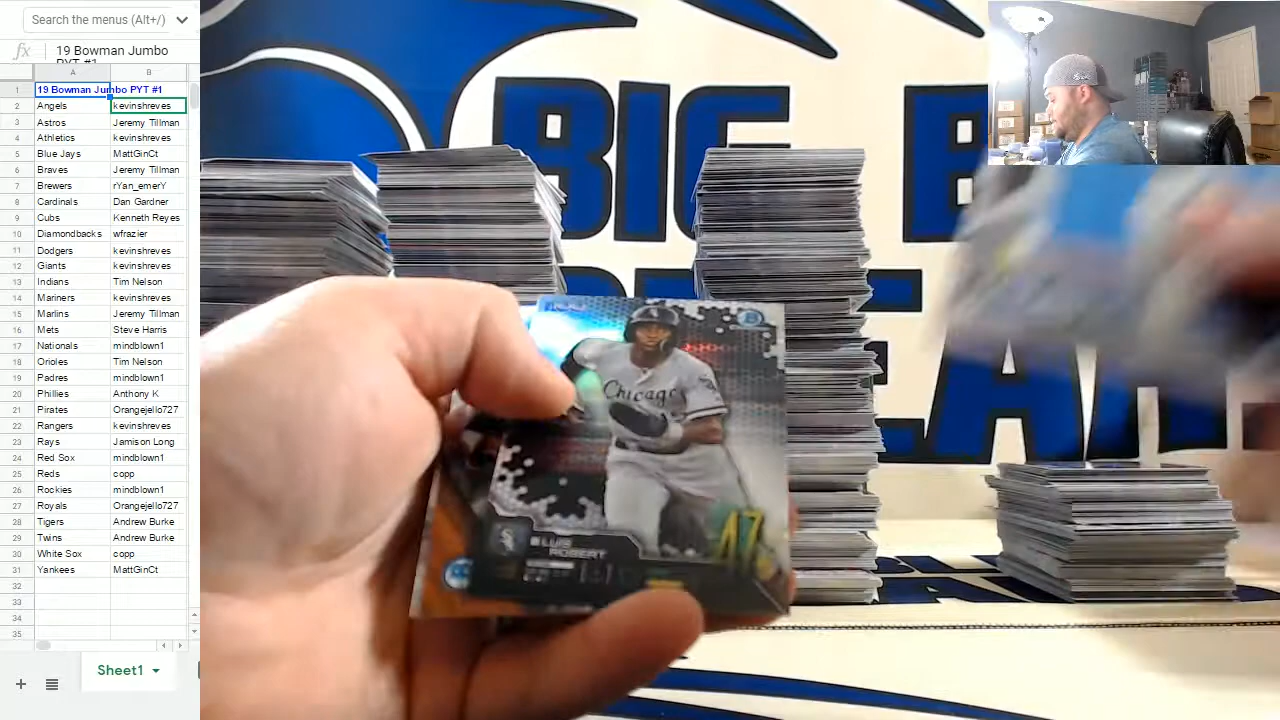 Search the menus (Alt+/)
fx
19 Bowman Jumbo
PYT #1
A B
1 19 Bowman Jumbo PYT #1
2 Angels kevinshreves
3 Astros Jeremy Tillman
4 Athletics kevinshreves
5 Blue Jays MattGinCt
6 Braves Jeremy Tillman
7 Brewers rYan_emerY
8 Cardinals Dan Gardner
9 Cubs Kenneth Reyes
10 Diamondbacks wfrazier
11 Dodgers kevinshreves
12 Giants kevinshreves
13 Indians Tim Nelson
14 Mariners kevinshreves
15 Marlins Jeremy Tillman
16 Mets Steve Harris
17 Nationals mindblown1
18 Orioles Tim Nelson
19 Padres mindblown1
20 Phillies Anthony K
21 Pirates Orangejello727
22 Rangers kevinshreves
23 Rays Jamison Long
24 Red Sox mindblown1
25 Reds copp
26 Rockies mindblown1
27 Royals Orangejello727
28 Tigers Andrew Burke
29 Twins Andrew Burke
30 White Sox copp
31 Yankees MattGinCt
32
33
34
35
Sheet1
BIG B
Chicago
LUIS
ROBERT
47